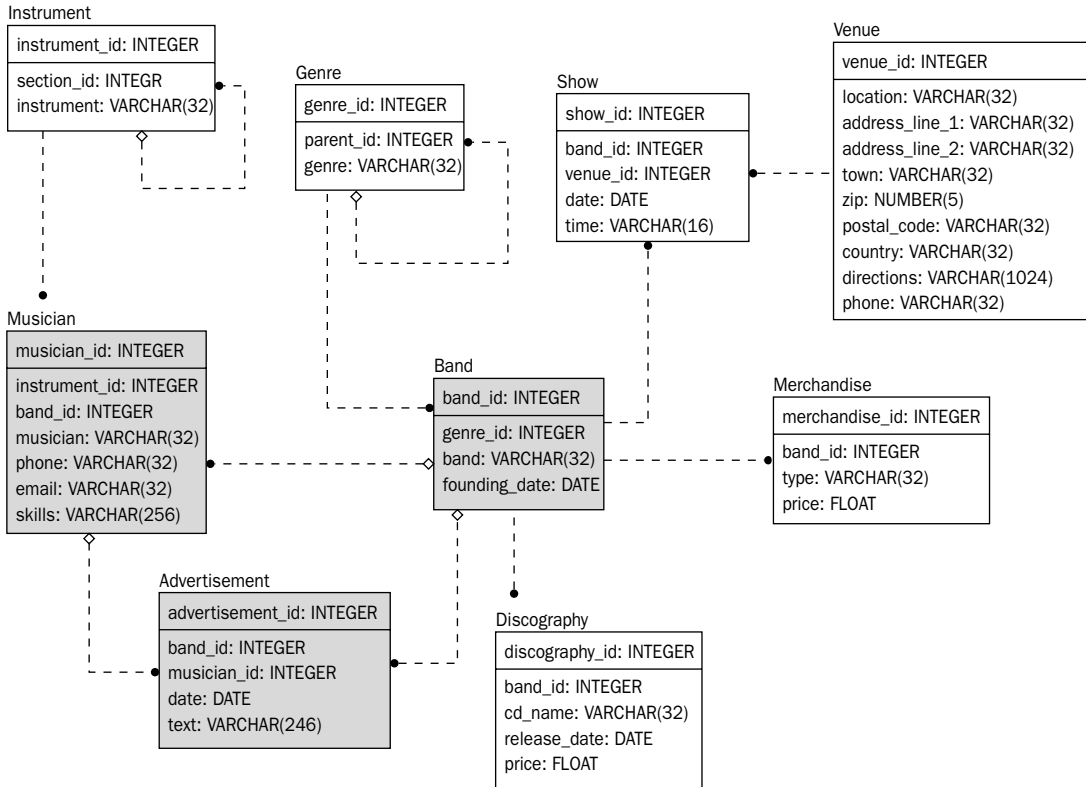 Instrument
instrument_id: INTEGER
section_id: INTEGR
instrument: VARCHAR(32)
Genre
genre_id: INTEGER
parent_id: INTEGER
genre: VARCHAR(32)
Show
show_id: INTEGER
band_id: INTEGER
venue_id: INTEGER
date: DATE
time: VARCHAR(16)
Venue
venue_id: INTEGER
location: VARCHAR(32)
address_line_1: VARCHAR(32)
address_line_2: VARCHAR(32)
town: VARCHAR(32)
zip: NUMBER(5)
postal_code: VARCHAR(32)
country: VARCHAR(32)
directions: VARCHAR(1024)
phone: VARCHAR(32)
Musician
musician_id: INTEGER
instrument_id: INTEGER
band_id: INTEGER
musician: VARCHAR(32)
phone: VARCHAR(32)
email: VARCHAR(32)
skills: VARCHAR(256)
Band
band_id: INTEGER
genre_id: INTEGER
band: VARCHAR(32)
founding_date: DATE
Merchandise
merchandise_id: INTEGER
band_id: INTEGER
type: VARCHAR(32)
price: FLOAT
Advertisement
advertisement_id: INTEGER
band_id: INTEGER
musician_id: INTEGER
date: DATE
text: VARCHAR(246)
Discography
discography_id: INTEGER
band_id: INTEGER
cd_name: VARCHAR(32)
release_date: DATE
price: FLOAT